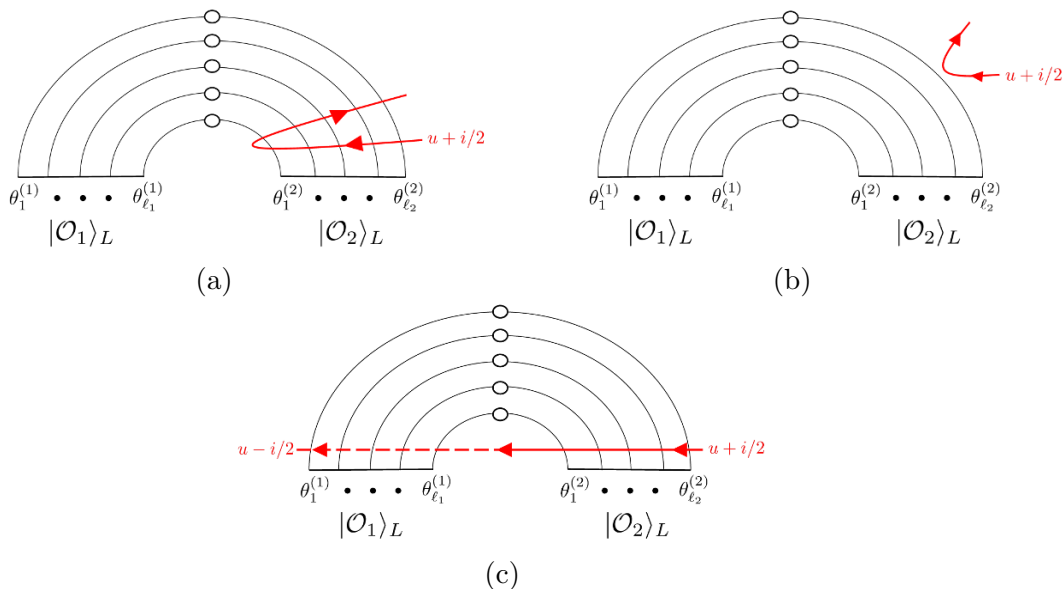 u + i/2
θ_1^{(1)} • • • θ_{ℓ_1}^{(1)} θ_1^{(2)} • • • θ_{ℓ_2}^{(2)}
|𝒪_1⟩_L |𝒪_2⟩_L
(a)
u + i/2
θ_1^{(1)} • • • θ_{ℓ_1}^{(1)} θ_1^{(2)} • • • θ_{ℓ_2}^{(2)}
|𝒪_1⟩_L |𝒪_2⟩_L
(b)
u − i/2 u + i/2
θ_1^{(1)} • • • θ_{ℓ_1}^{(1)} θ_1^{(2)} • • • θ_{ℓ_2}^{(2)}
|𝒪_1⟩_L |𝒪_2⟩_L
(c)